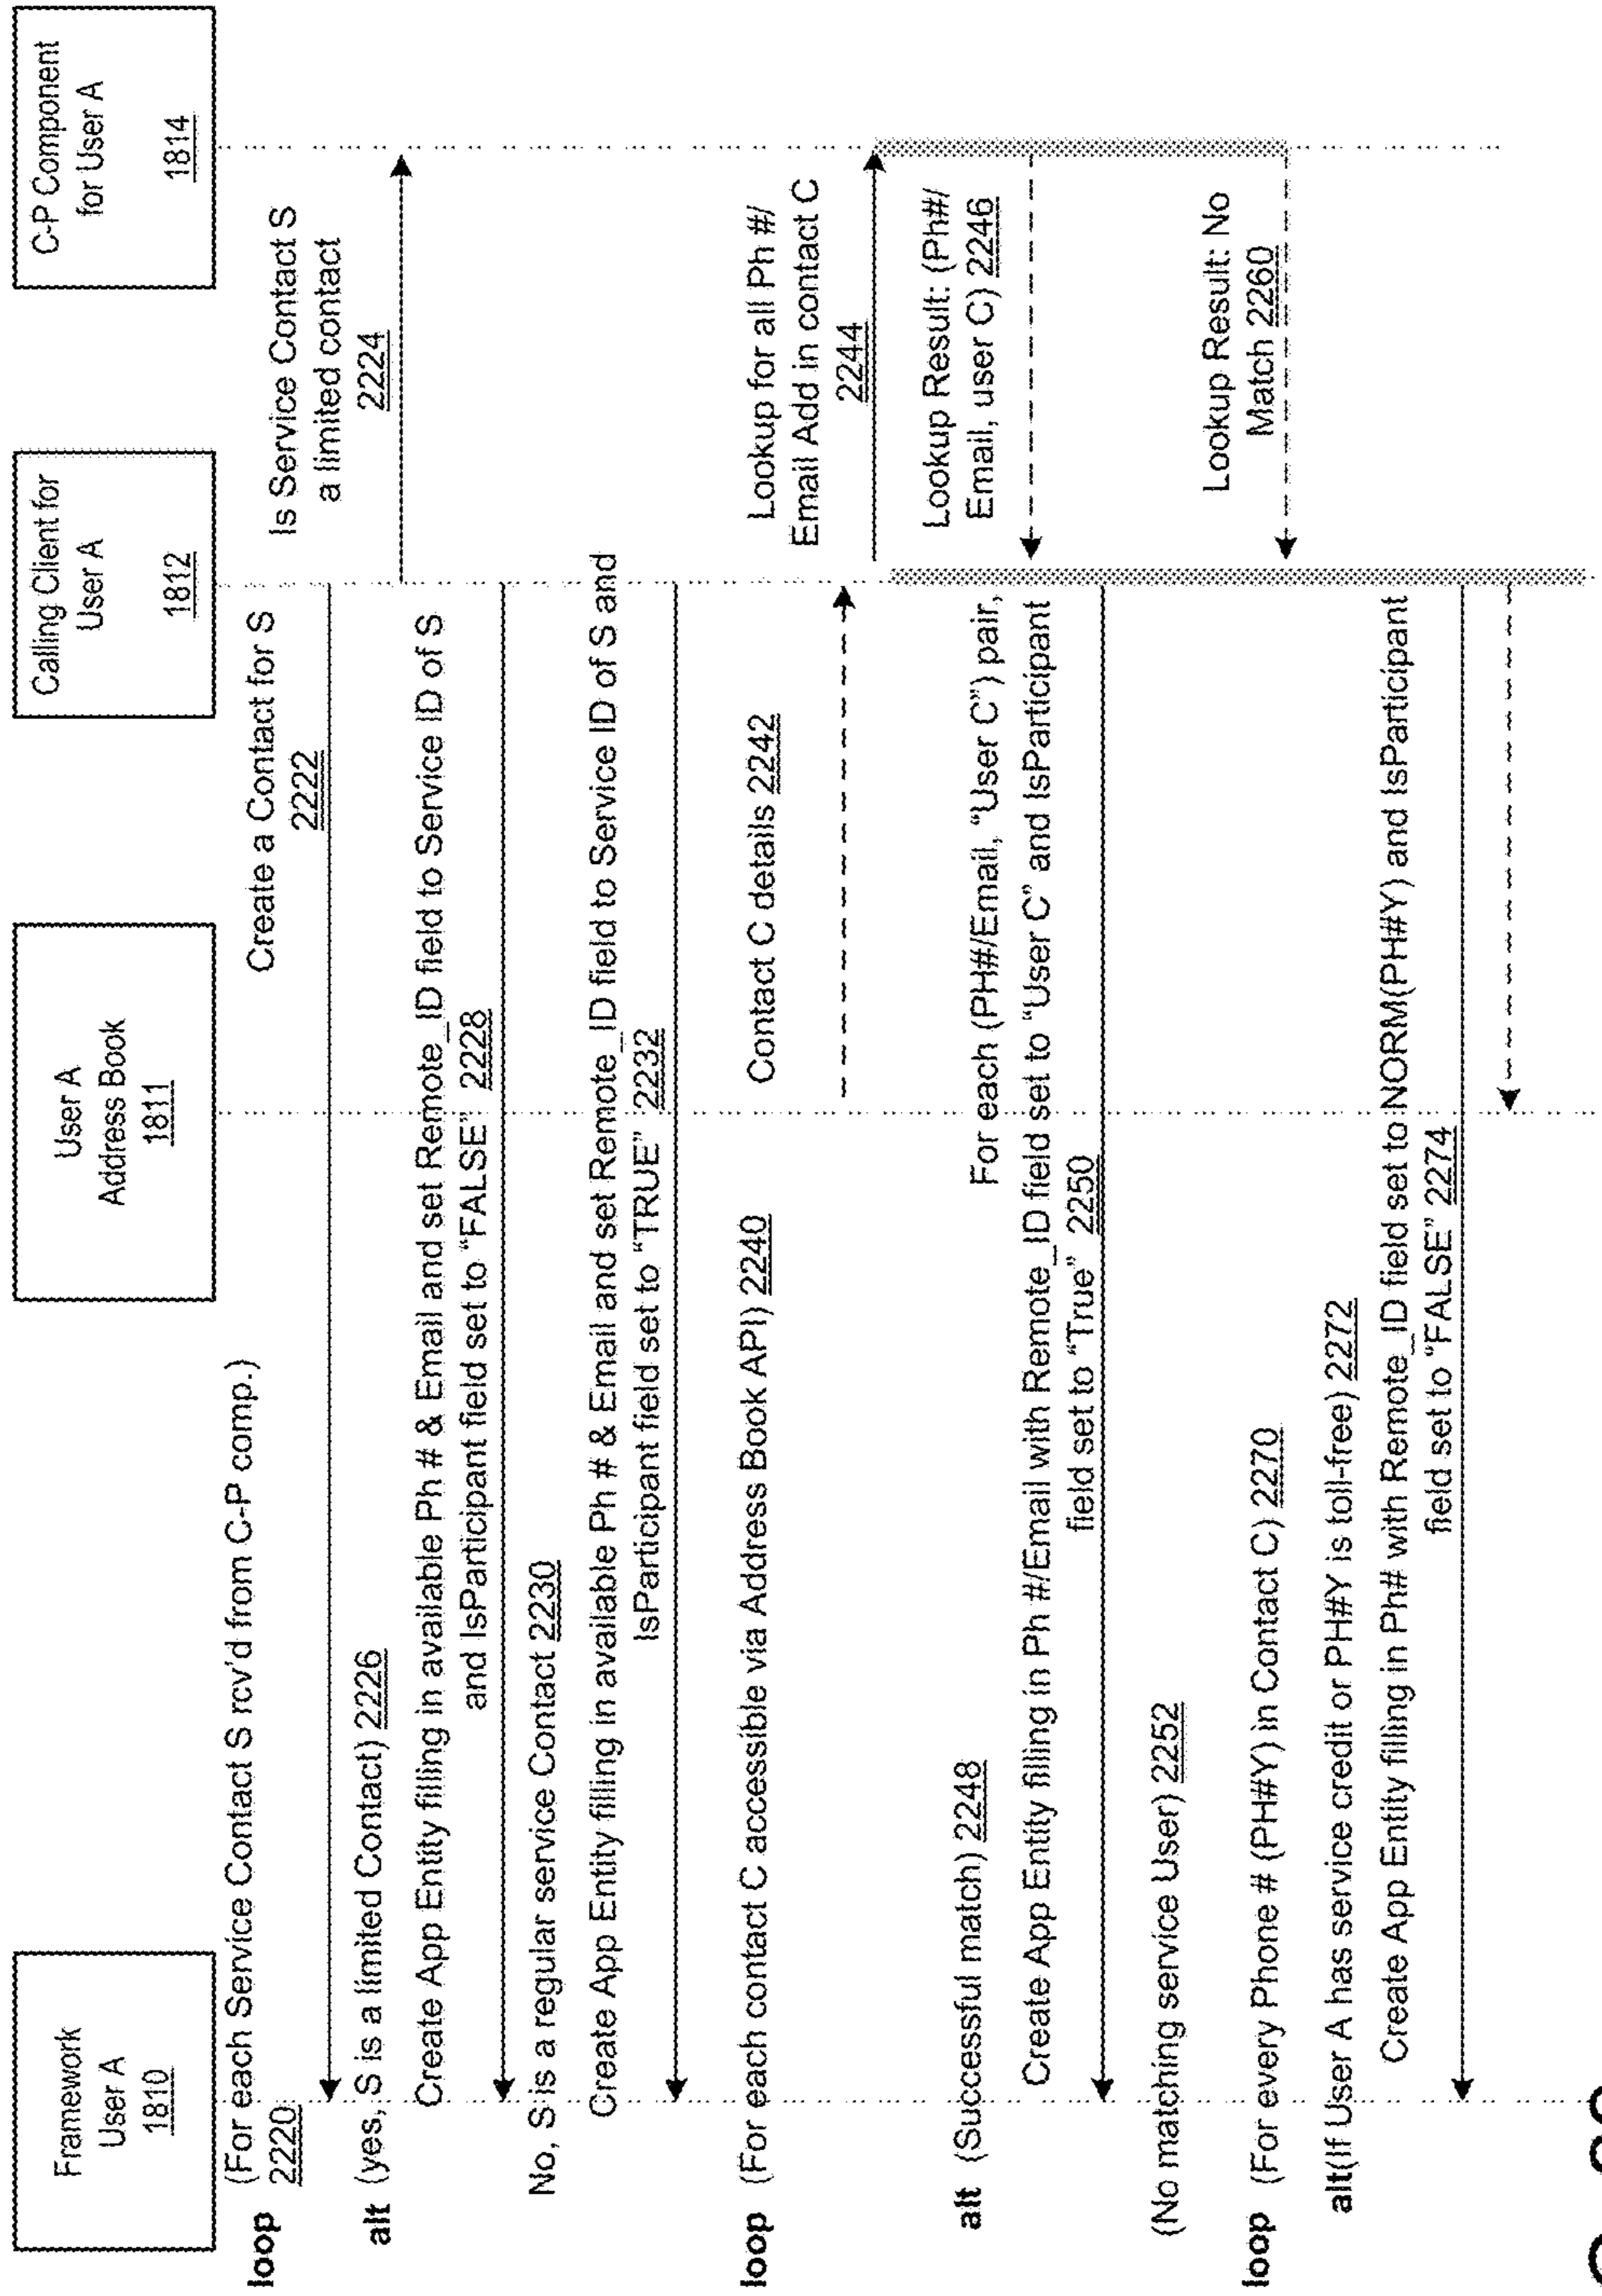 Framework
User A
1810
User A
Address Book
1811
Calling Client for
User A
1812
C-P Component
for User A
1814
loop (For each Service Contact S rcv'd from C-P comp.)
2220
Create a Contact for S
2222
Is Service Contact S
a limited contact
2224
alt (yes, S is a limited Contact) 2226
Create App Entity filling in available Ph # & Email and set Remote_ID field to Service ID of S
and IsParticipant field set to “FALSE” 2228
No, S is a regular service Contact 2230
Create App Entity filling in available Ph # & Email and set Remote_ID field to Service ID of S and
IsParticipant field set to “TRUE” 2232
loop (For each contact C accessible via Address Book API) 2240
Contact C details 2242
Lookup for all Ph #/
Email Add in contact C
2244
Lookup Result: (Ph#/
Email, user C) 2246
alt (Successful match) 2248
For each (PH#/Email, “User C”) pair,
Create App Entity filling in Ph #/Email with Remote_ID field set to “User C” and IsParticipant
field set to “True” 2250
(No matching service User) 2252
Lookup Result: No
Match 2260
loop (For every Phone # (PH#Y) in Contact C) 2270
alt(If User A has service credit or PH#Y is toll-free) 2272
Create App Entity filling in Ph# with Remote_ID field set to NORM(PH#Y) and IsParticipant
field set to “FALSE” 2274